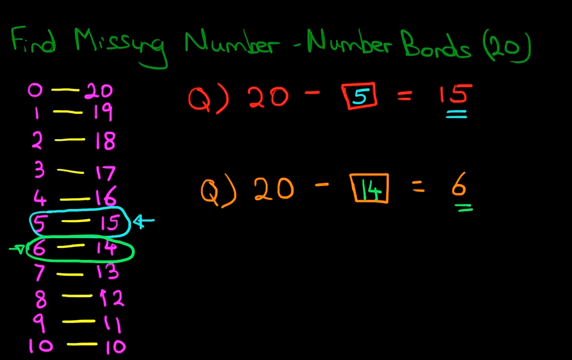 Find Missing Number - Number Bonds (20)
0 — 20
1 — 19
2 — 18
3 — 17
4 — 16
5 — 15
6 — 14
7 — 13
8 — 12
9 — 11
10 — 10
Q) 20 - 5 = 15
Q) 20 - 14 = 6